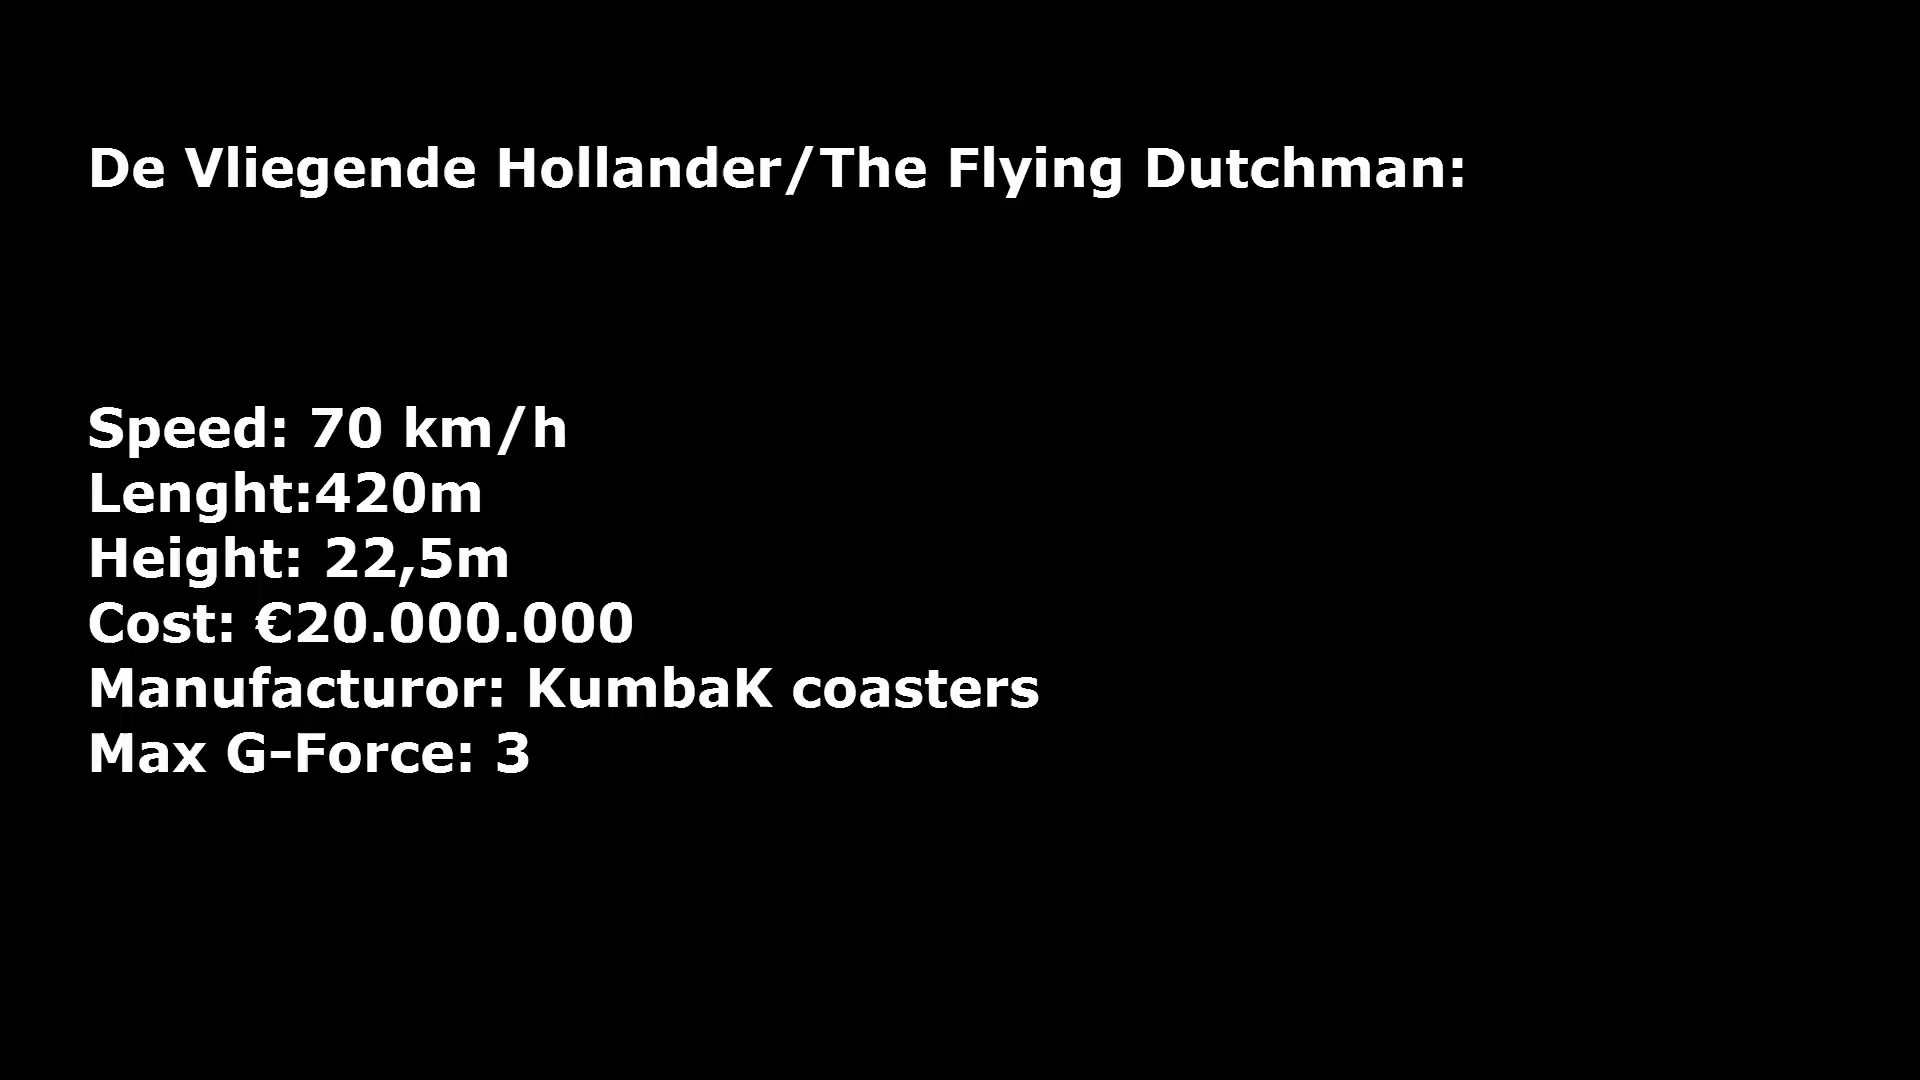 De Vliegende Hollander/The Flying Dutchman:
Speed: 70 km/h
Lenght:420m
Height: 22,5m
Cost: €20.000.000
Manufacturor: KumbaK coasters
Max G-Force: 3